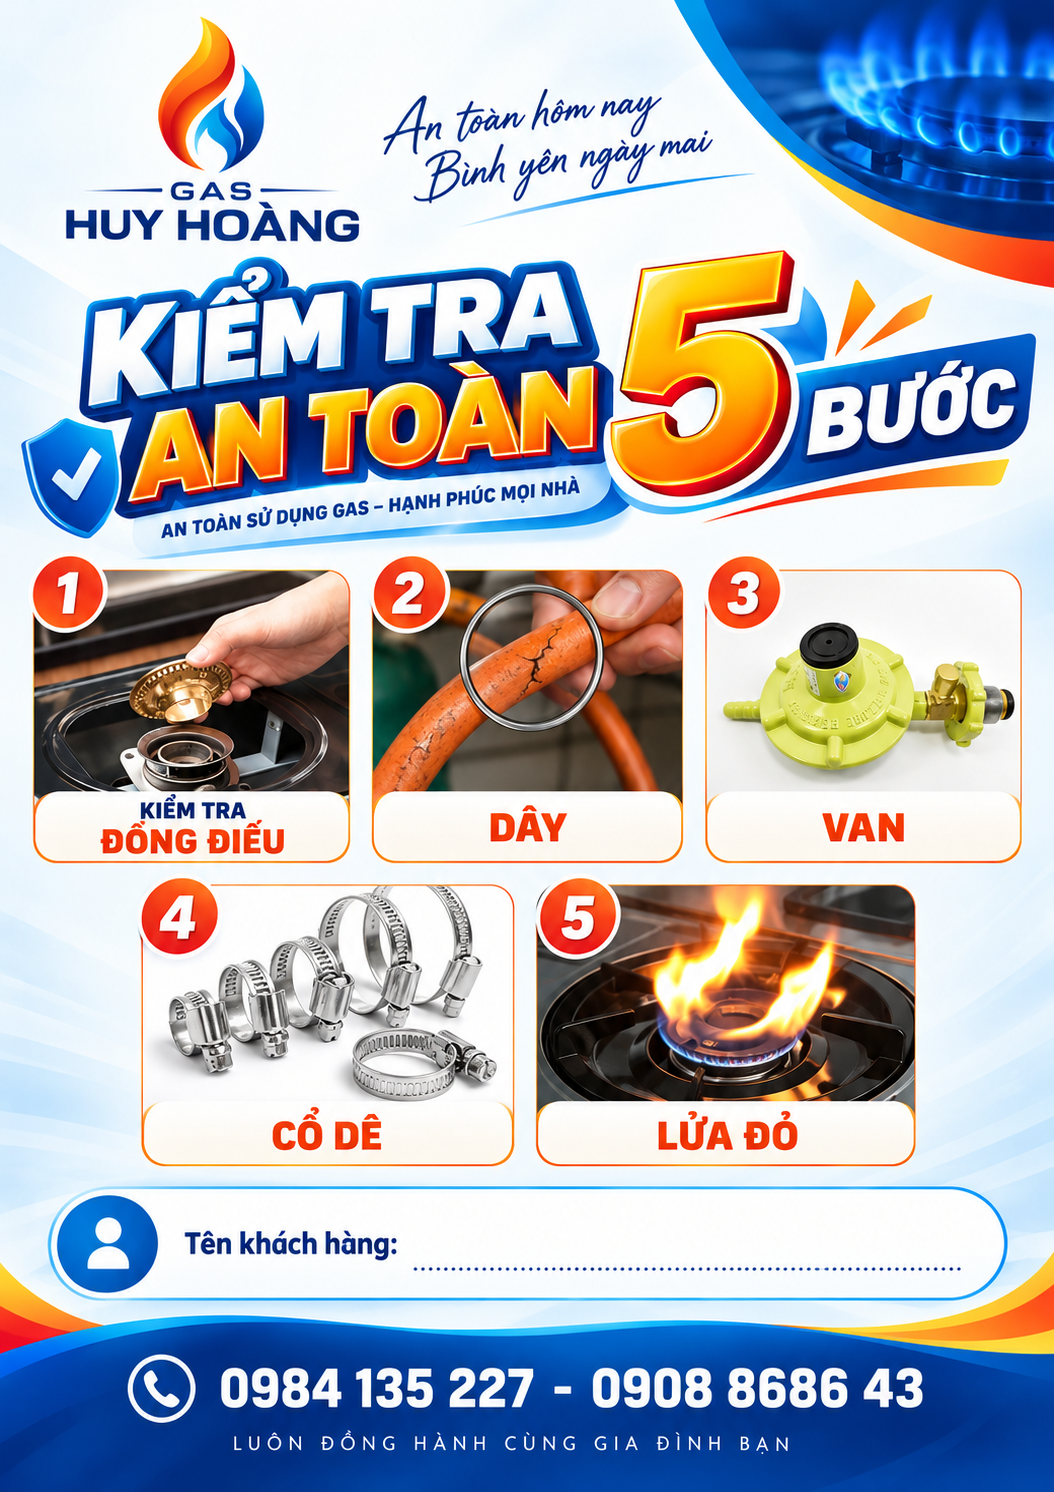 GAS
HUY HOÀNG
An toàn hôm nay
Bình yên ngày mai
KIỂM TRA
AN TOÀN
5
BƯỚC
AN TOÀN SỬ DỤNG GAS – HẠNH PHÚC MỌI NHÀ
1
KIỂM TRA
ĐỒNG ĐIẾU
2
DÂY
3
VAN
4
CỔ DÊ
5
LỬA ĐỎ
Tên khách hàng:
0984 135 227 - 0908 8686 43
LUÔN ĐỒNG HÀNH CÙNG GIA ĐÌNH BẠN